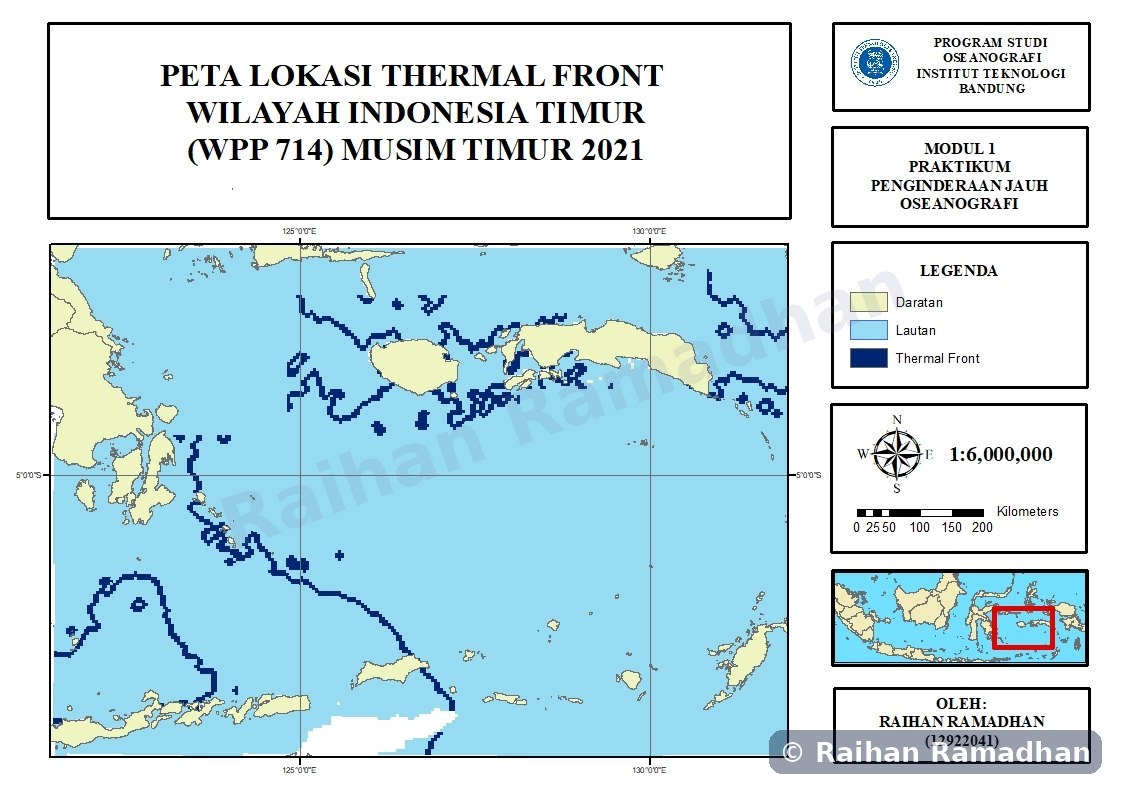 PETA LOKASI THERMAL FRONT
WILAYAH INDONESIA TIMUR
(WPP 714) MUSIM TIMUR 2021
PROGRAM STUDI
OSEANOGRAFI
INSTITUT TEKNOLOGI
BANDUNG
MODUL 1
PRAKTIKUM
PENGINDERAAN JAUH
OSEANOGRAFI
125°0'0"E
130°0'0"E
5°0'0"S
5°0'0"S
125°0'0"E
130°0'0"E
Raihan Ramadhan
LEGENDA
Daratan
Lautan
Thermal Front
N
W
E
S
1:6,000,000
Kilometers
0 25 50 100 150 200
OLEH:
RAIHAN RAMADHAN
(12922041)
© Raihan Ramadhan